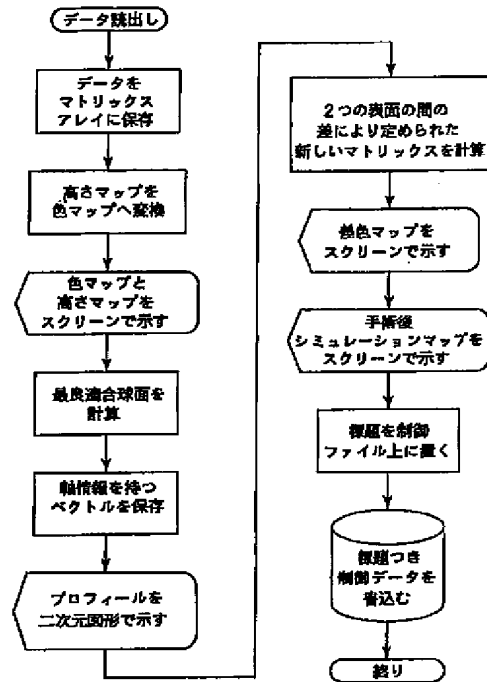 データ跳出し
データを
マトリックス
アレイに保存
高さマップを
色マップへ変換
色マップと
高さマップを
スクリーンで示す
最良適合球面を
計算
軸情報を持つ
ベクトルを保存
プロフィールを
二次元図形で示す
2つの表面の間の
差により定められた
新しいマトリックスを計算
差色マップを
スクリーンで示す
手術後
シミュレーションマップを
スクリーンで示す
標題を制御
ファイル上に置く
標題つき
制御データを
書込む
終り